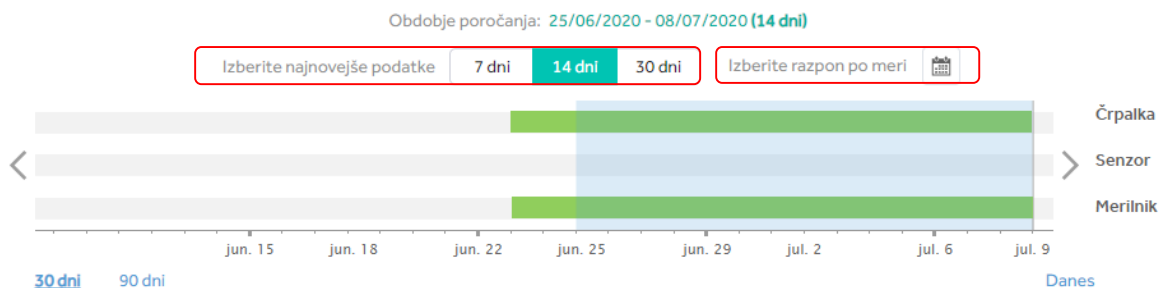 Obdobje poročanja: 25/06/2020 - 08/07/2020 (14 dni)
Izberite najnovejše podatke 7 dni 14 dni 30 dni Izberite razpon po meri
Črpalka
Senzor
Merilnik
jun. 15 jun. 18 jun. 22 jun. 25 jun. 29 jul. 2 jul. 6 jul. 9
30 dni 90 dni Danes